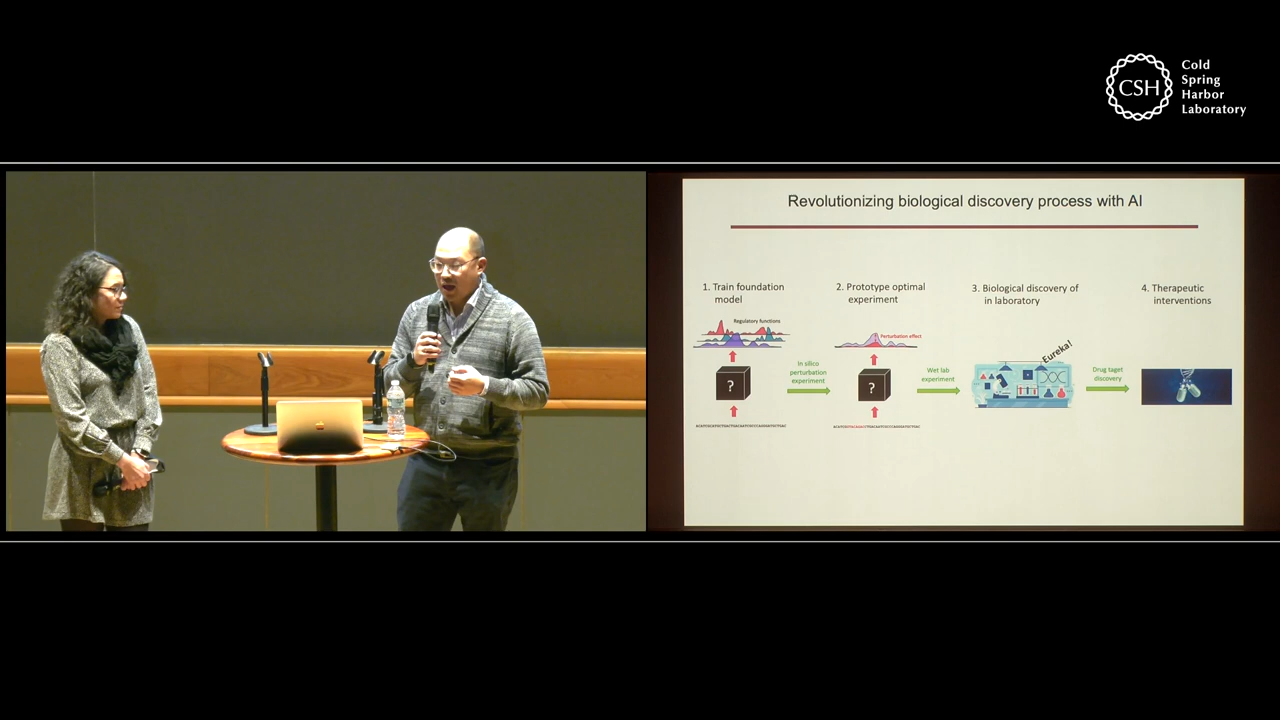 CSH
Cold
Spring
Harbor
Laboratory
Revolutionizing biological discovery process with AI
1. Train foundation
model
2. Prototype optimal
experiment
3. Biological discovery of
in laboratory
4. Therapeutic
interventions
Regulatory functions
Perturbation effect
Eureka!
In silico
perturbation
experiment
Wet lab
experiment
Drug taget
discovery
?
?